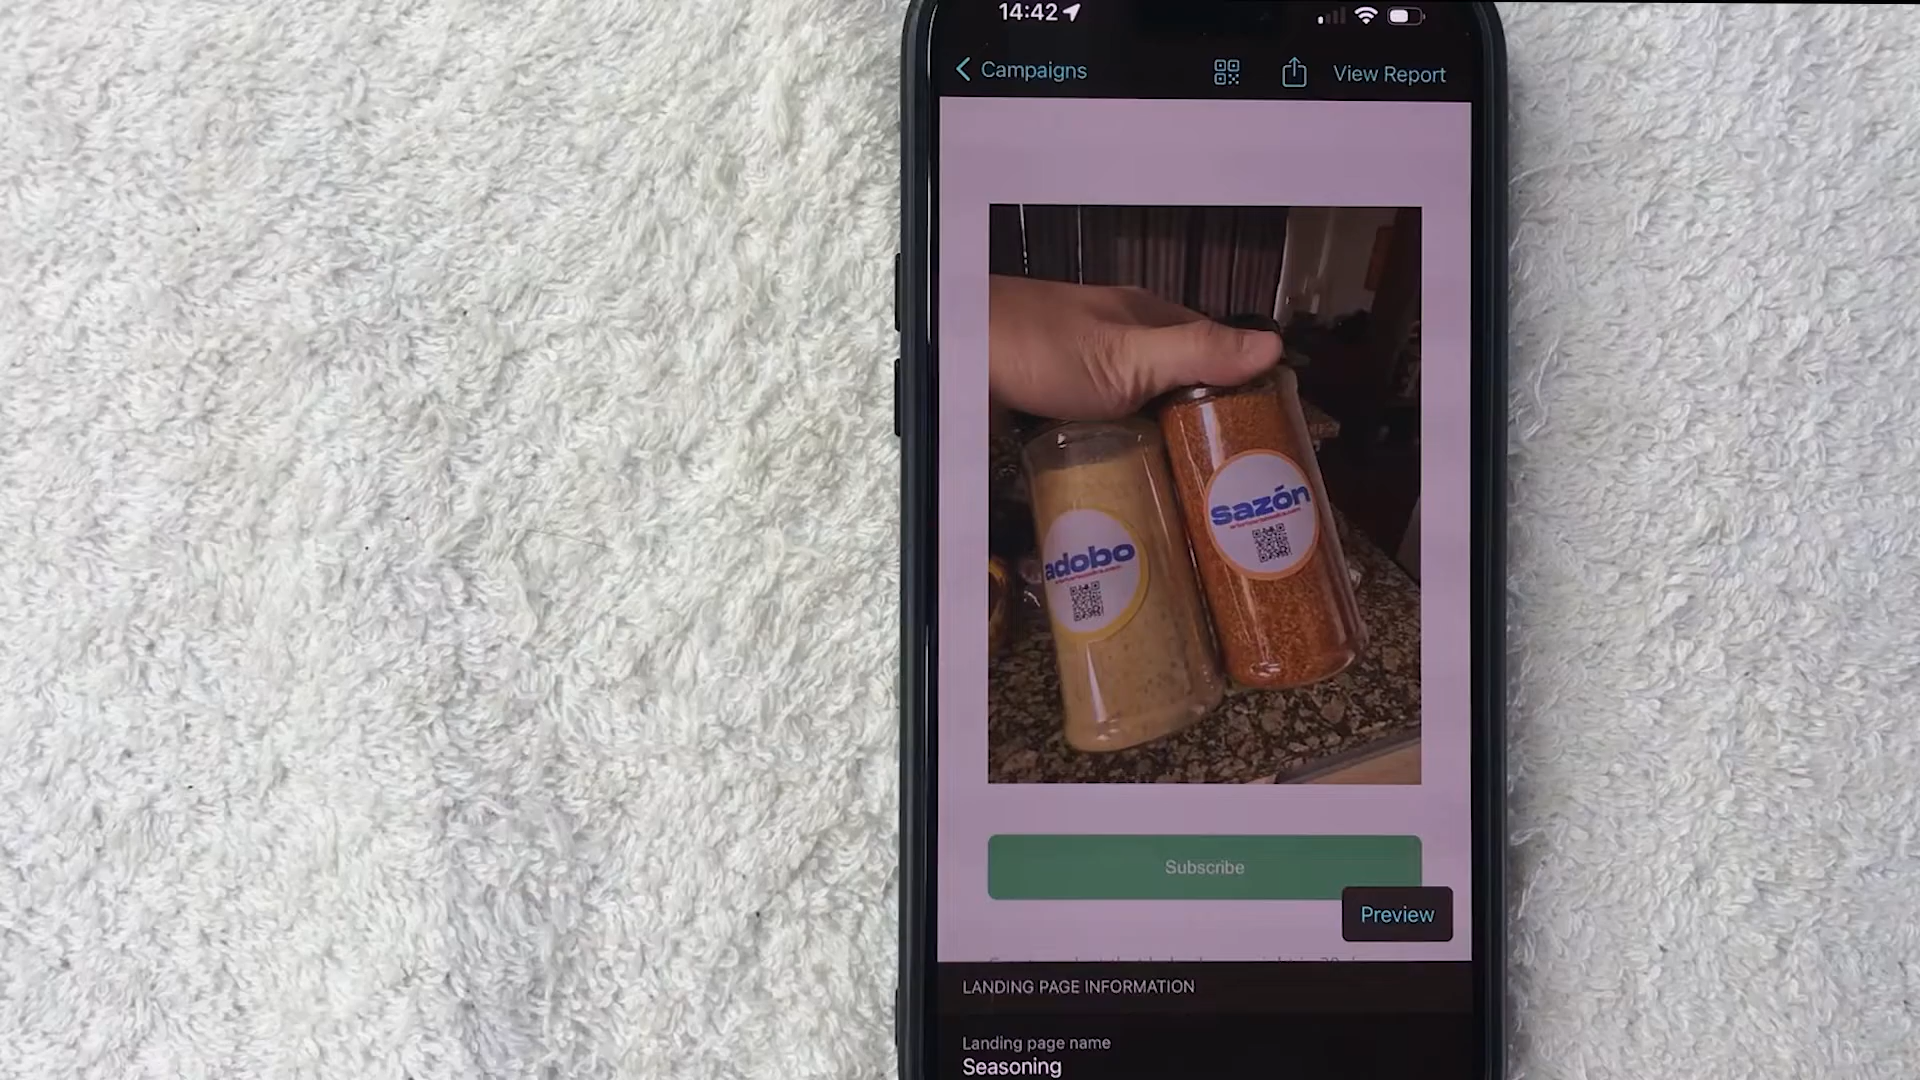 14:42
Campaigns
View Report
sazón
adobo
Subscribe
Preview
LANDING PAGE INFORMATION
Landing page name
Seasoning